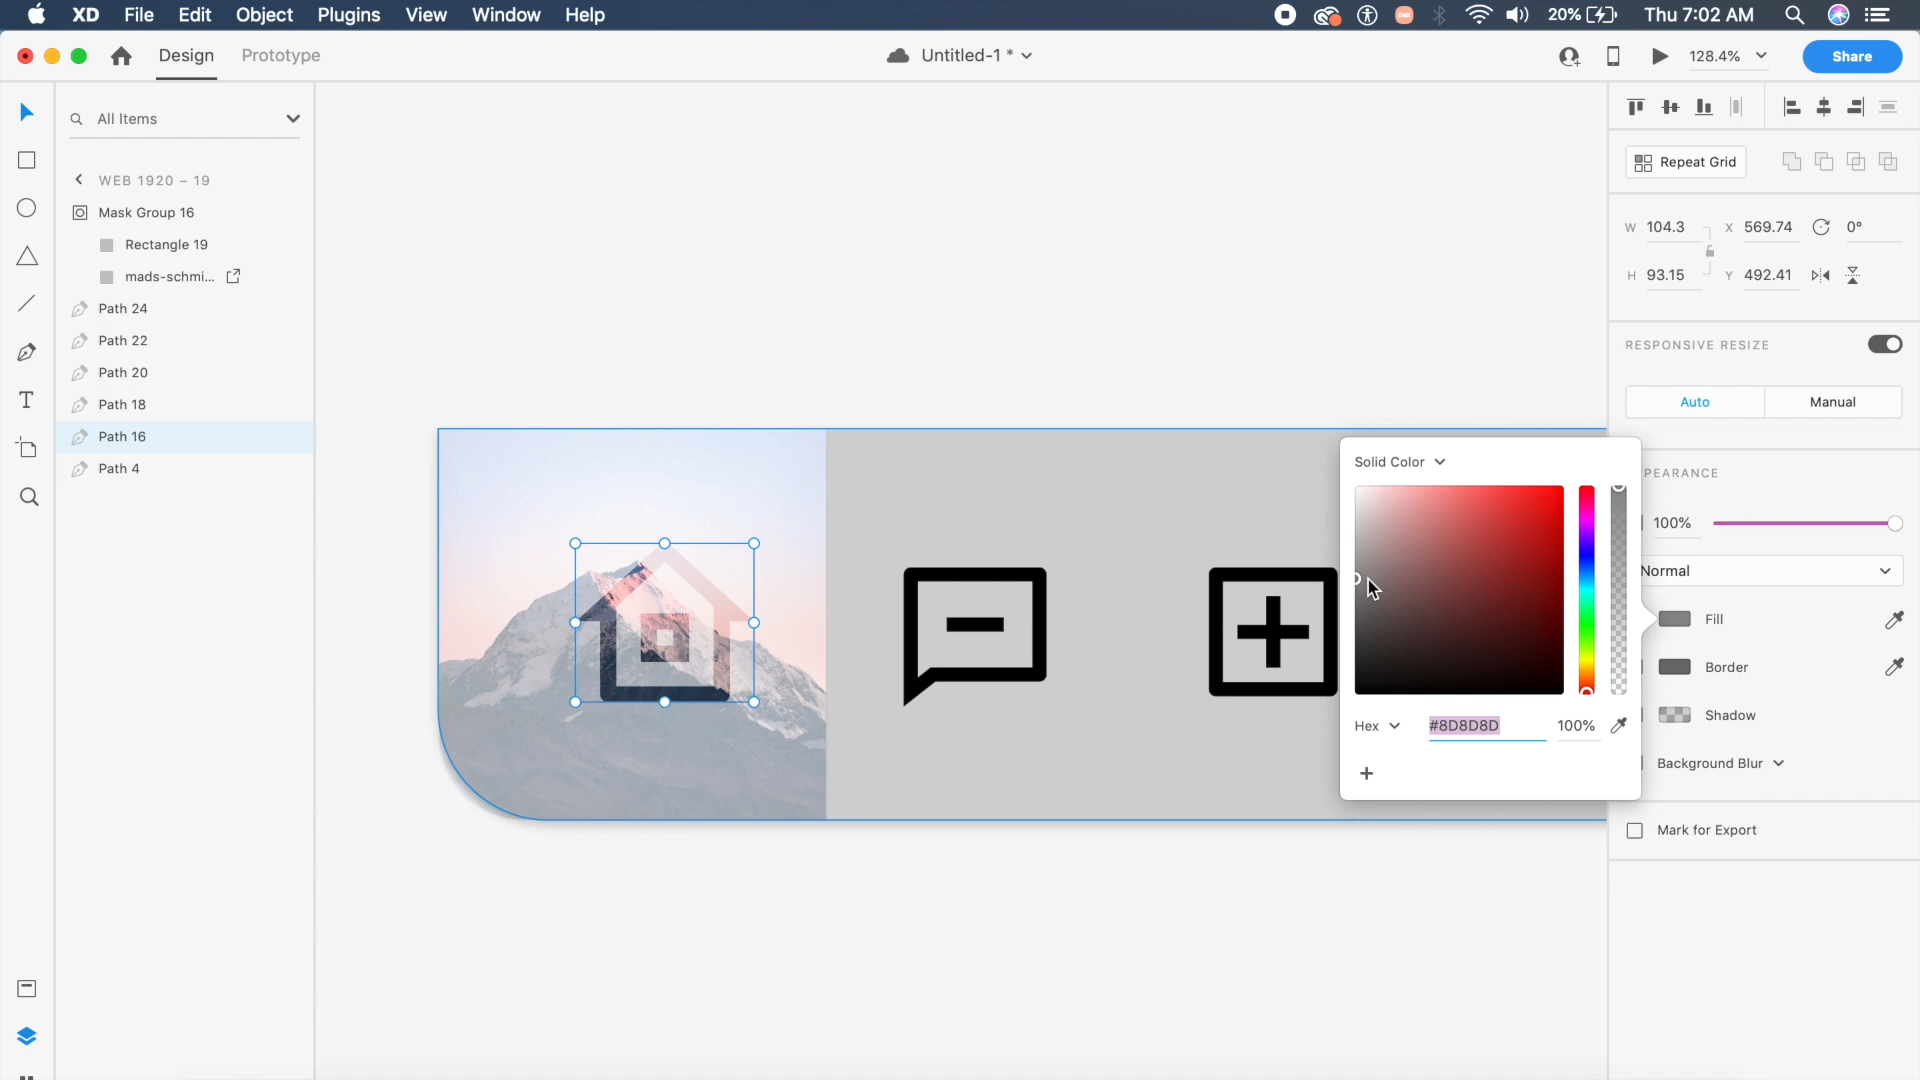 XD File Edit Object Plugins View Window Help 20% Thu 7:02 AM
Design Prototype Untitled-1 * 128.4% Share
All Items
WEB 1920 – 19
Mask Group 16
Rectangle 19
mads-schmi...
Path 24
Path 22
Path 20
Path 18
Path 16
Path 4
Repeat Grid
W 104.3 X 569.74 0°
H 93.15 Y 492.41
RESPONSIVE RESIZE
Auto Manual
PEARANCE
100%
Normal
Fill
Border
Shadow
Background Blur
Mark for Export
Solid Color
Hex #8D8D8D 100%